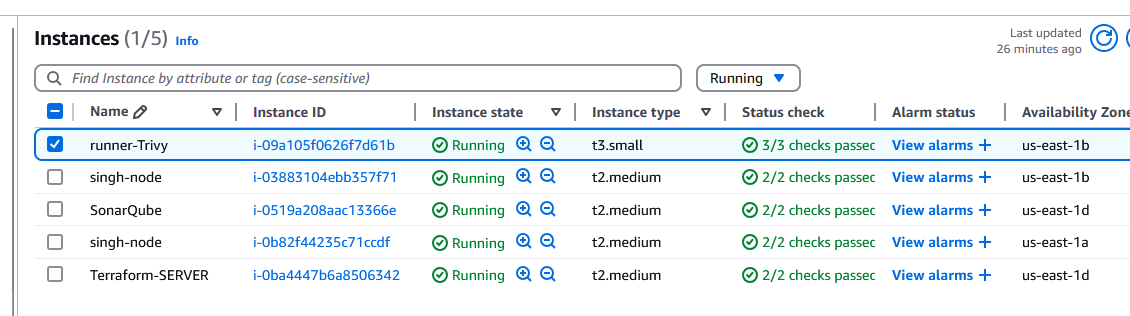 Instances (1/5) Info
Last updated
26 minutes ago
Find Instance by attribute or tag (case-sensitive)
Running
Name Instance ID Instance state Instance type Status check Alarm status Availability Zone
runner-Trivy i-09a105f0626f7d61b Running t3.small 3/3 checks passec View alarms + us-east-1b
singh-node i-03883104ebb357f71 Running t2.medium 2/2 checks passec View alarms + us-east-1b
SonarQube i-0519a208aac13366e Running t2.medium 2/2 checks passec View alarms + us-east-1d
singh-node i-0b82f44235c71ccdf Running t2.medium 2/2 checks passec View alarms + us-east-1a
Terraform-SERVER i-0ba4447b6a8506342 Running t2.medium 2/2 checks passec View alarms + us-east-1d